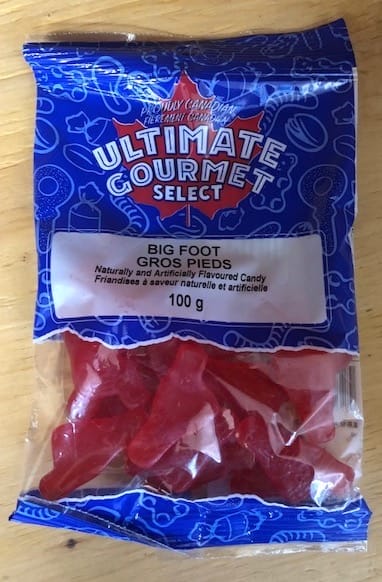 PROUDLY CANADIAN
FIÈREMENT CANADIEN
ULTIMATE
GOURMET
SELECT
BIG FOOT
GROS PIEDS
Naturally and Artificially Flavoured Candy
Friandises à saveur naturelle et artificielle
100 g